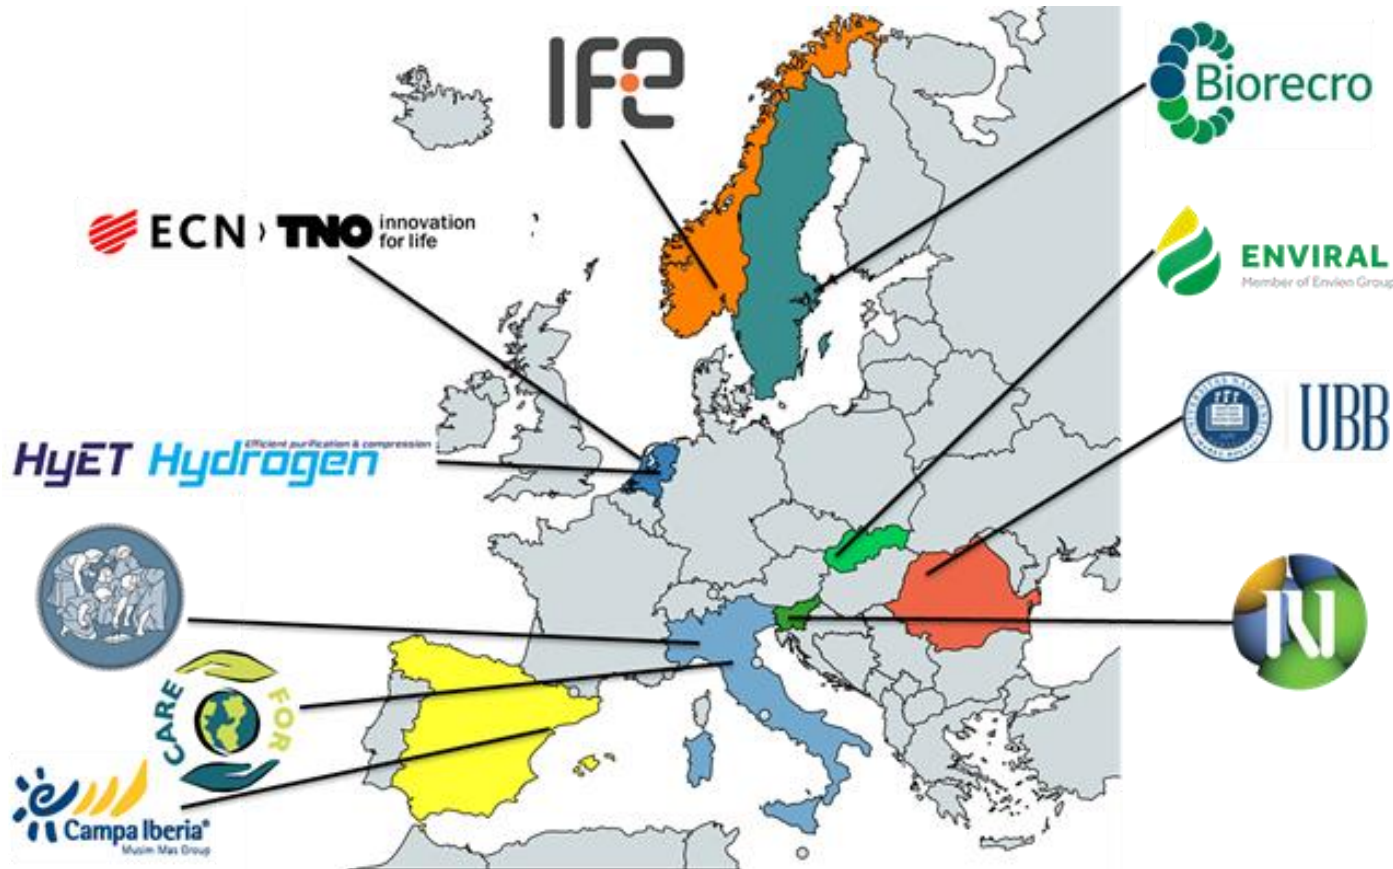 IFE
Biorecro
ECN › TNO innovation
for life
ENVIRAL
Member of Envien Group
UBB
Efficient purification & compression
HyET Hydrogen
N
CARE
FOR
Campa Iberia®
Musim Mas Group